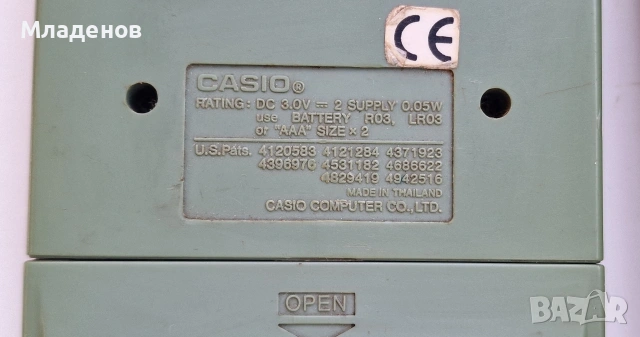 Младенов
CE
CASIO®
RATING: DC 3.0V ⎓ 2 SUPPLY 0.05W
use BATTERY R03, LR03
or "AAA" SIZE × 2
U.S.Pats. 4120583 4121284 4371923
4396976 4531182 4686622
4829419 4942516
MADE IN THAILAND
CASIO COMPUTER CO.,LTD.
OPEN
BAZAR